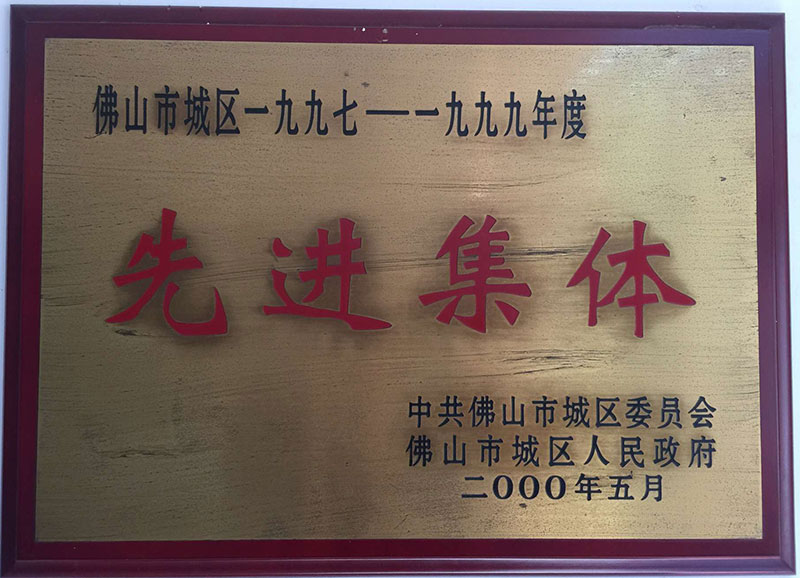 佛山市城区一九九七——一九九九年度
先进集体
中共佛山市城区委员会
佛山市城区人民政府
二000年五月